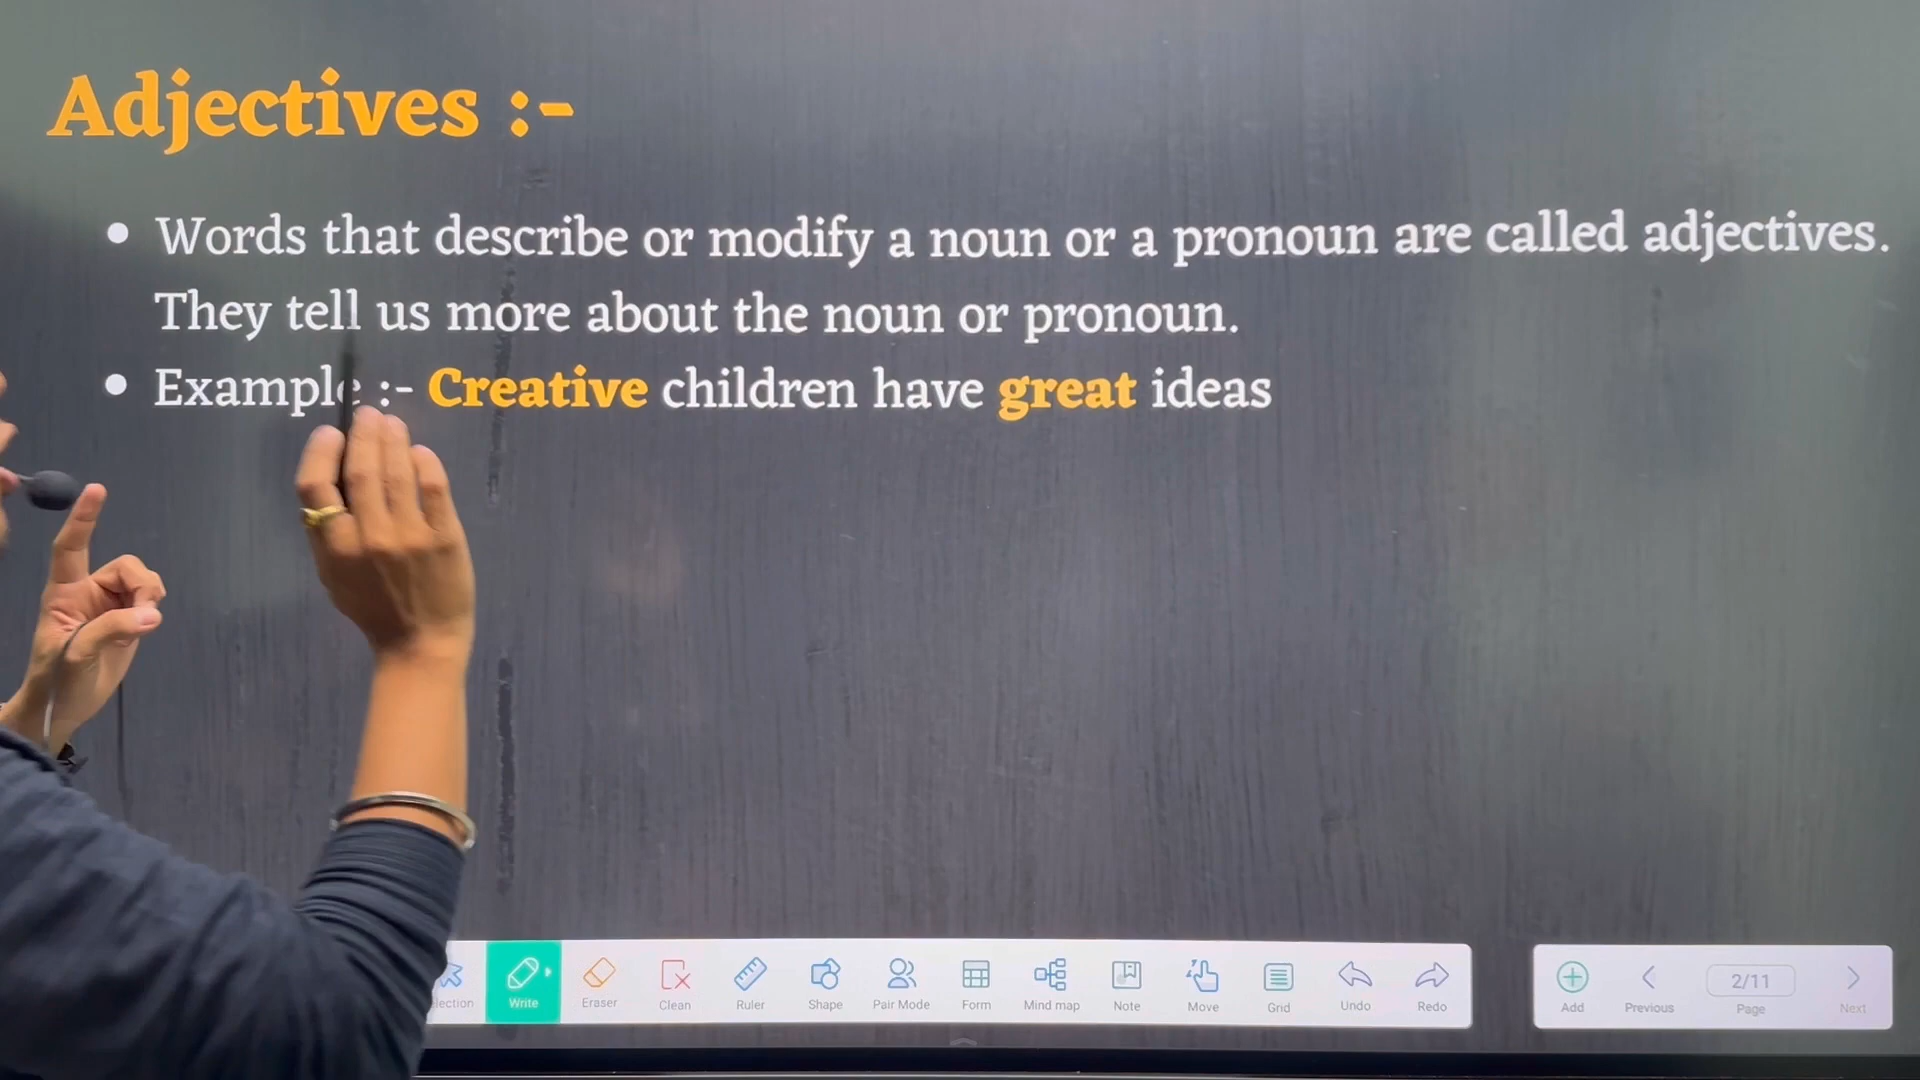 Adjectives :-
• Words that describe or modify a noun or a pronoun are called adjectives.
They tell us more about the noun or pronoun.
• Example :- Creative children have great ideas
lection Write Eraser Clean Ruler Shape Pair Mode Form Mind map Note Move Grid Undo Redo
Add Previous 2/11 Page Next